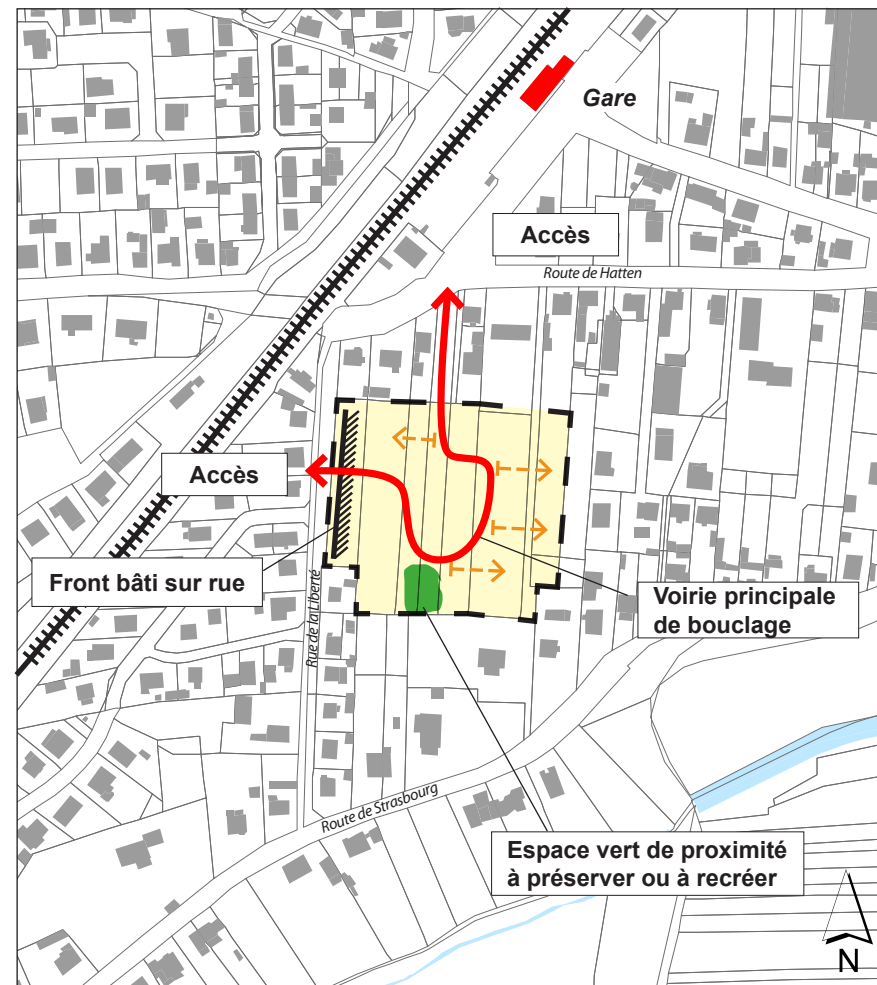 Gare
Accès
Route de Hatten
Accès
Front bâti sur rue
Rue de la Liberté
Voirie principale
de bouclage
Route de Strasbourg
Espace vert de proximité
à préserver ou à recréer
N